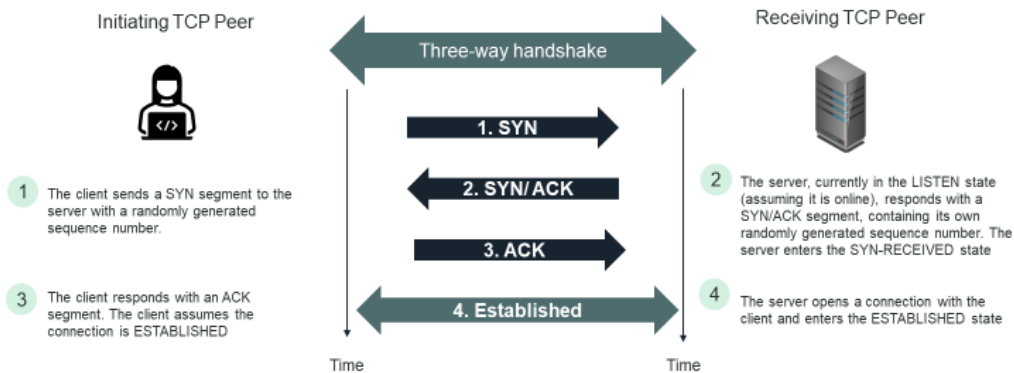 Initiating TCP Peer
Receiving TCP Peer
Three-way handshake
</>
1. SYN
1
The client sends a SYN segment to the
server with a randomly generated
sequence number.
2. SYN/ ACK
2
The server, currently in the LISTEN state
(assuming it is online), responds with a
SYN/ACK segment, containing its own
randomly generated sequence number. The
server enters the SYN-RECEIVED state
3. ACK
3
The client responds with an ACK
segment. The client assumes the
connection is ESTABLISHED
4. Established
4
The server opens a connection with the
client and enters the ESTABLISHED state
Time
Time